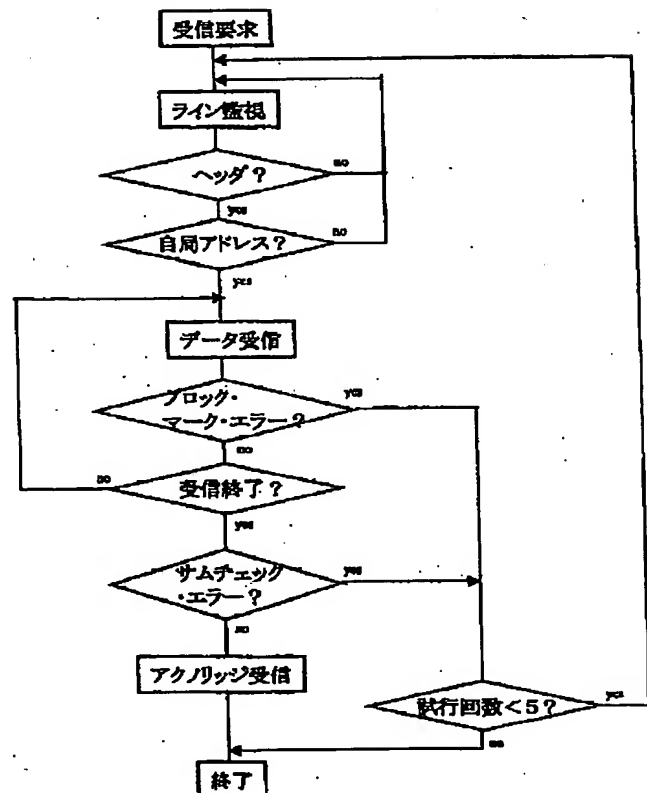 受信要求
ライン監視
ヘッダ？
no
yes
自局アドレス？
no
yes
データ受信
ブロック・
マーク・エラー？
yes
no
受信終了？
no
yes
サムチェック
・エラー？
yes
no
アクノリッジ受信
試行回数＜5？
yes
no
終了